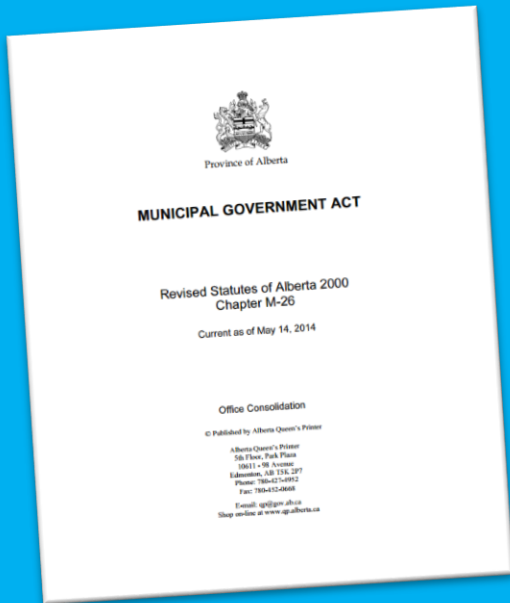 Province of Alberta
MUNICIPAL GOVERNMENT ACT
Revised Statutes of Alberta 2000
Chapter M-26
Current as of May 14, 2014
Office Consolidation
© Published by Alberta Queen's Printer
Alberta Queen's Printer
5th Floor, Park Plaza
10611 - 98 Avenue
Edmonton, AB T5K 2P7
Phone: 780-427-4952
Fax: 780-452-0668
E-mail: qp@gov.ab.ca
Shop on-line at www.qp.alberta.ca